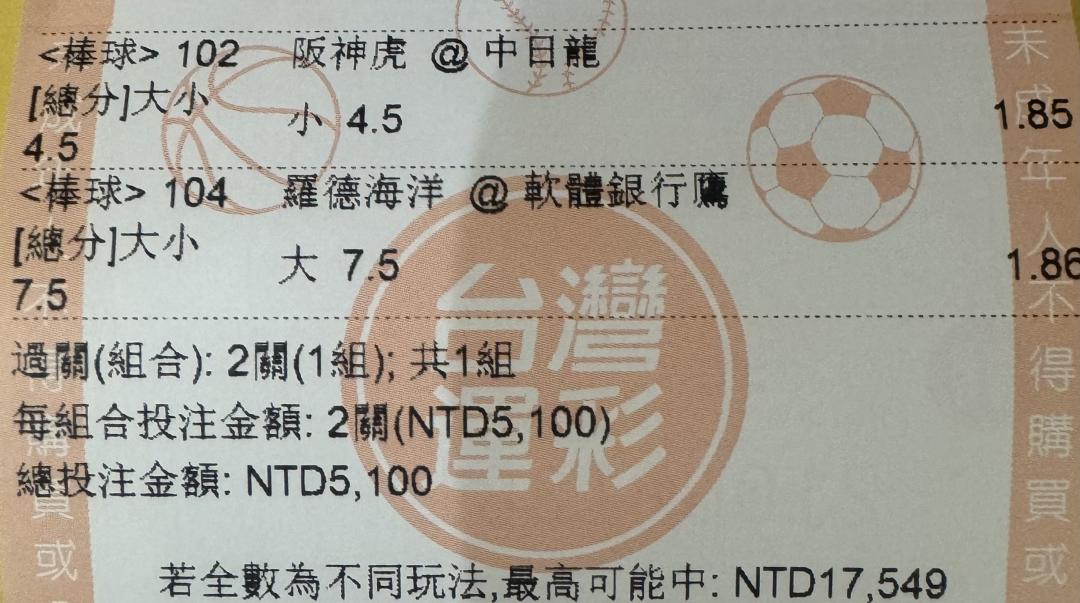 <棒球> 102 阪神虎 @ 中日龍
[總分]大小 小 4.5 1.85
4.5
<棒球> 104 羅德海洋 @ 軟體銀行鷹
[總分]大小 大 7.5 1.86
7.5
過關(組合): 2關(1組); 共1組
每組合投注金額: 2關(NTD5,100)
總投注金額: NTD5,100
若全數為不同玩法,最高可能中: NTD17,549
台灣
運彩
未成年人不得購買或
購買或